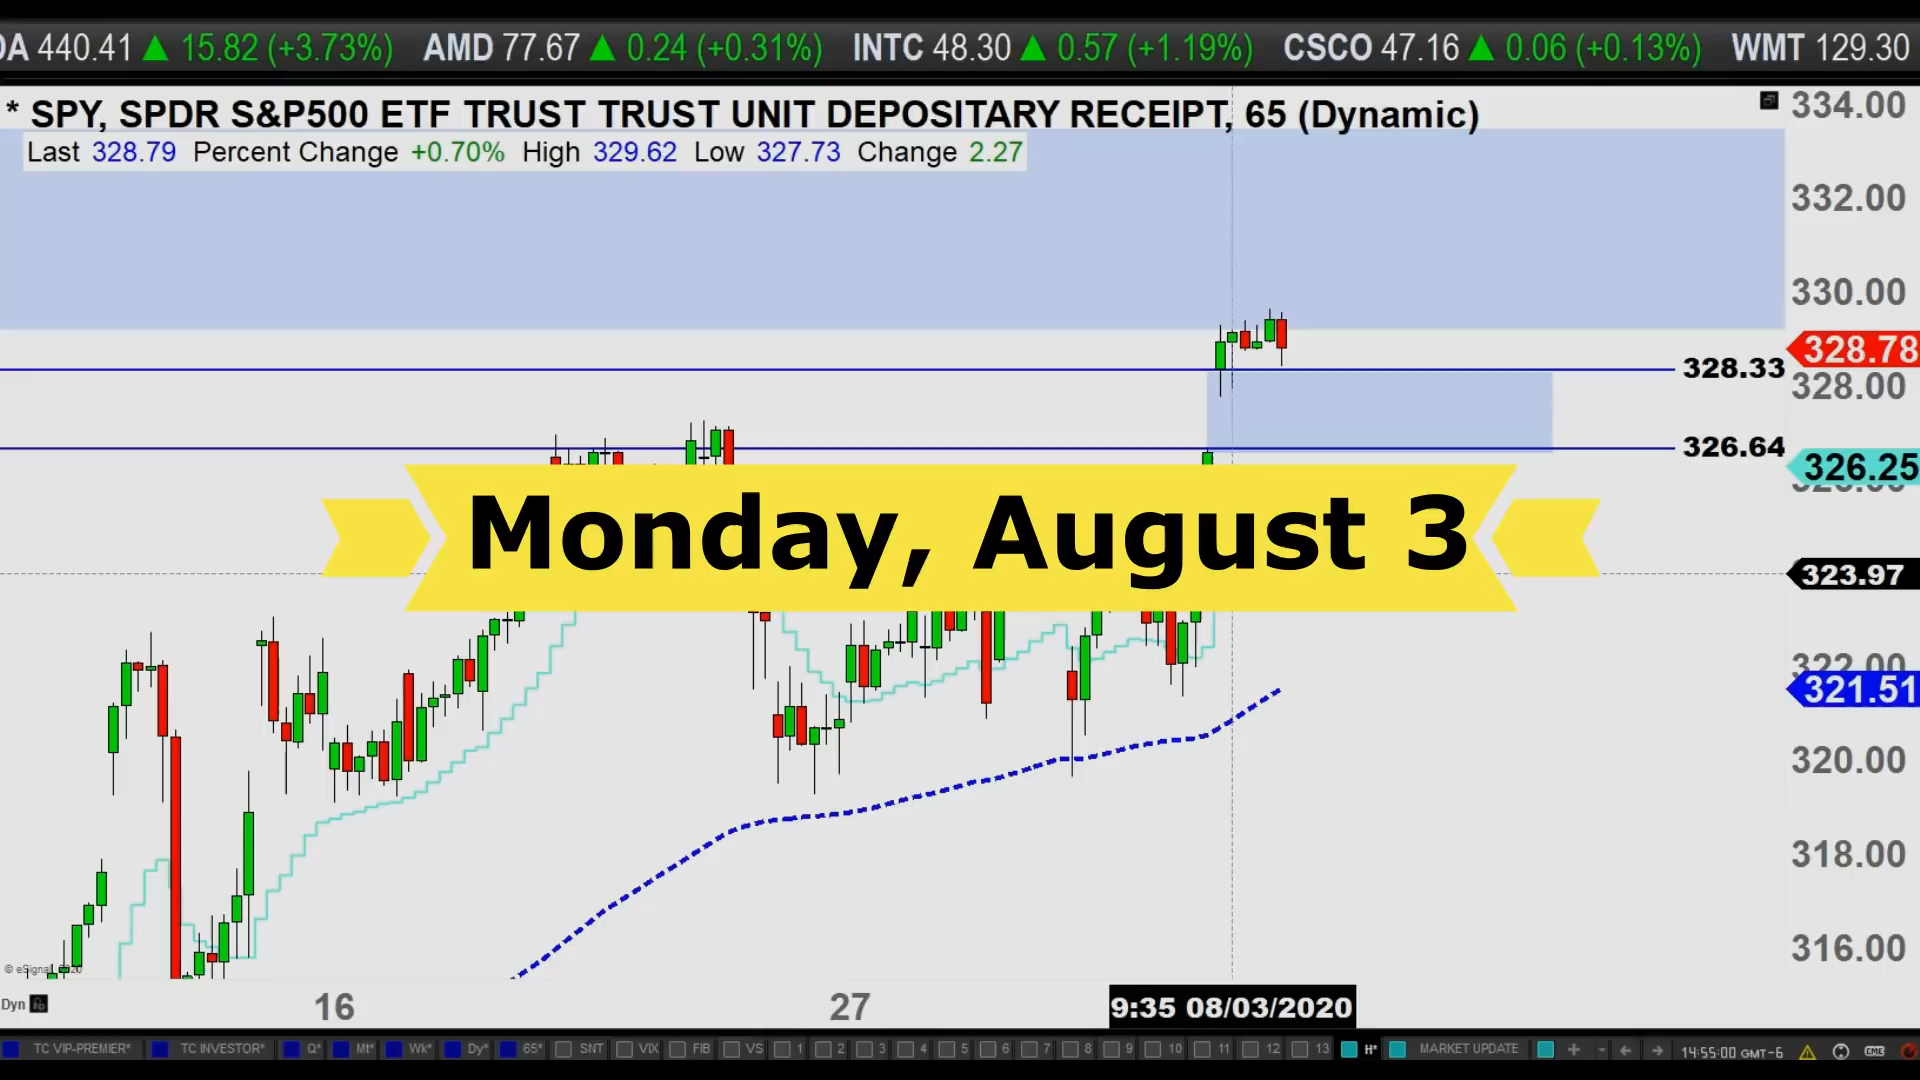 DA 440.41 ▲ 15.82 (+3.73%) AMD 77.67 ▲ 0.24 (+0.31%) INTC 48.30 ▲ 0.57 (+1.19%) CSCO 47.16 ▲ 0.06 (+0.13%) WMT 129.30
* SPY, SPDR S&P500 ETF TRUST TRUST UNIT DEPOSITARY RECEIPT, 65 (Dynamic)
Last 328.79 Percent Change +0.70% High 329.62 Low 327.73 Change 2.27
334.00
332.00
330.00
328.78
328.33
328.00
326.64
326.25
Monday, August 3
323.97
322.00
321.51
320.00
318.00
316.00
© eSignal, 2020
Dyn
16 27 9:35 08/03/2020
TC VIP-PREMIER* TC INVESTOR* Q* Mt* Wk* Dy* 65* SNT VIX FIB VS 1 2 3 4 5 6 7 8 9 10 11 12 13 H* MARKET UPDATE 14:55:00 GMT-6 CME